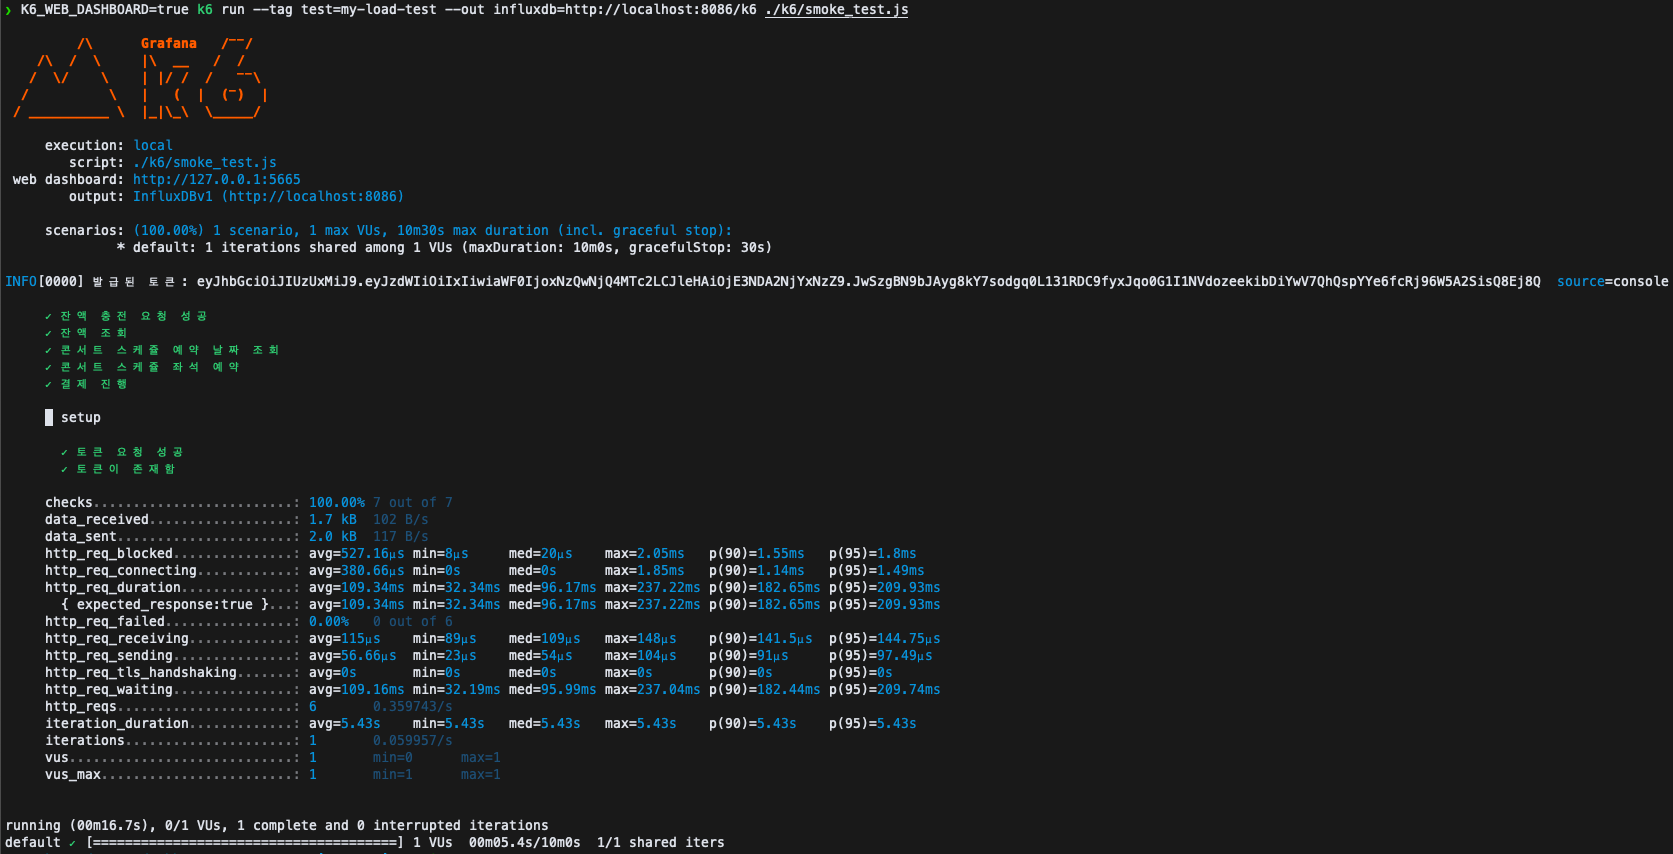 ❯ K6_WEB_DASHBOARD=true k6 run --tag test=my-load-test --out influxdb=http://localhost:8086/k6 ./k6/smoke_test.js
         /\      Grafana   /‾‾/
    /\  /  \     |\  __   /  /
   /  \/    \    | |/ /  /   ‾‾\
  /          \   |   (  |  (‾)  |
 / __________ \  |_|\_\  \_____/
     execution: local
        script: ./k6/smoke_test.js
 web dashboard: http://127.0.0.1:5665
        output: InfluxDBv1 (http://localhost:8086)
     scenarios: (100.00%) 1 scenario, 1 max VUs, 10m30s max duration (incl. graceful stop):
              * default: 1 iterations shared among 1 VUs (maxDuration: 10m0s, gracefulStop: 30s)
INFO[0000] 발급된 토큰: eyJhbGciOiJIUzUxMiJ9.eyJzdWIiOiIxIiwiaWF0IjoxNzQwNjQ4MTc2LCJleHAiOjE3NDA2NjYxNzZ9.JwSzgBN9bJAyg8kY7sodgq0L131RDC9fyxJqo0G1I1NVdozeekibDiYwV7QhQspYYe6fcRj96W5A2SisQ8Ej8Q  source=console
     ✓ 잔액 충전 요청 성공
     ✓ 잔액 조회
     ✓ 콘서트 스케쥴 예약 날짜 조회
     ✓ 콘서트 스케쥴 좌석 예약
     ✓ 결제 진행
     █ setup
       ✓ 토큰 요청 성공
       ✓ 토큰이 존재함
     checks.........................: 100.00% 7 out of 7
     data_received..................: 1.7 kB  102 B/s
     data_sent......................: 2.0 kB  117 B/s
     http_req_blocked...............: avg=527.16µs min=8µs      med=20µs    max=2.05ms   p(90)=1.55ms   p(95)=1.8ms
     http_req_connecting............: avg=380.66µs min=0s       med=0s      max=1.85ms   p(90)=1.14ms   p(95)=1.49ms
     http_req_duration..............: avg=109.34ms min=32.34ms med=96.17ms max=237.22ms p(90)=182.65ms p(95)=209.93ms
       { expected_response:true }...: avg=109.34ms min=32.34ms med=96.17ms max=237.22ms p(90)=182.65ms p(95)=209.93ms
     http_req_failed................: 0.00%   0 out of 6
     http_req_receiving.............: avg=115µs    min=89µs    med=109µs   max=148µs    p(90)=141.5µs  p(95)=144.75µs
     http_req_sending...............: avg=56.66µs  min=23µs    med=54µs    max=104µs    p(90)=91µs     p(95)=97.49µs
     http_req_tls_handshaking.......: avg=0s       min=0s      med=0s      max=0s       p(90)=0s       p(95)=0s
     http_req_waiting...............: avg=109.16ms min=32.19ms med=95.99ms max=237.04ms p(90)=182.44ms p(95)=209.74ms
     http_reqs......................: 6       0.359743/s
     iteration_duration.............: avg=5.43s    min=5.43s   med=5.43s   max=5.43s    p(90)=5.43s    p(95)=5.43s
     iterations.....................: 1       0.059957/s
     vus............................: 1       min=0      max=1
     vus_max........................: 1       min=1      max=1
running (00m16.7s), 0/1 VUs, 1 complete and 0 interrupted iterations
default ✓ [======================================] 1 VUs  00m05.4s/10m0s  1/1 shared iters